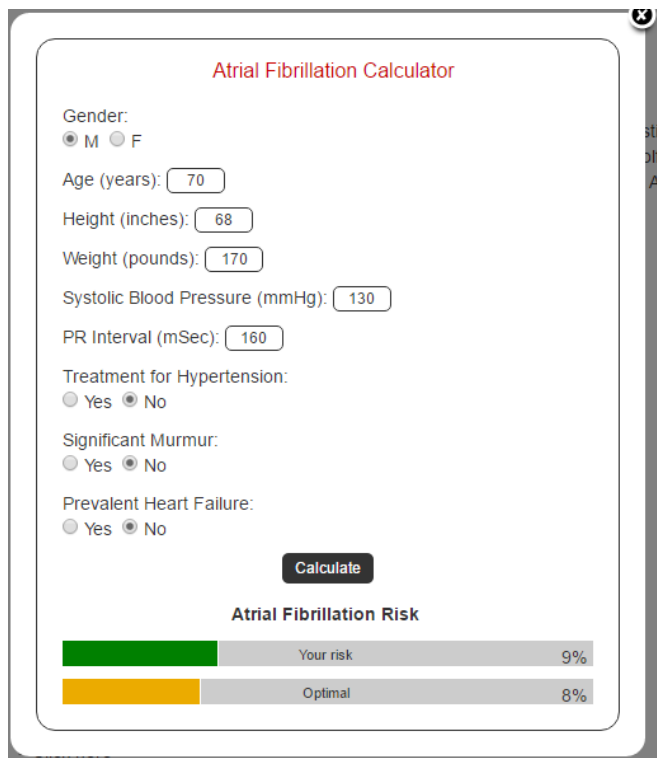 Atrial Fibrillation Calculator
Gender:
M F
Age (years): 70
Height (inches): 68
Weight (pounds): 170
Systolic Blood Pressure (mmHg): 130
PR Interval (mSec): 160
Treatment for Hypertension:
Yes No
Significant Murmur:
Yes No
Prevalent Heart Failure:
Yes No
Calculate
Atrial Fibrillation Risk
Your risk 9%
Optimal 8%